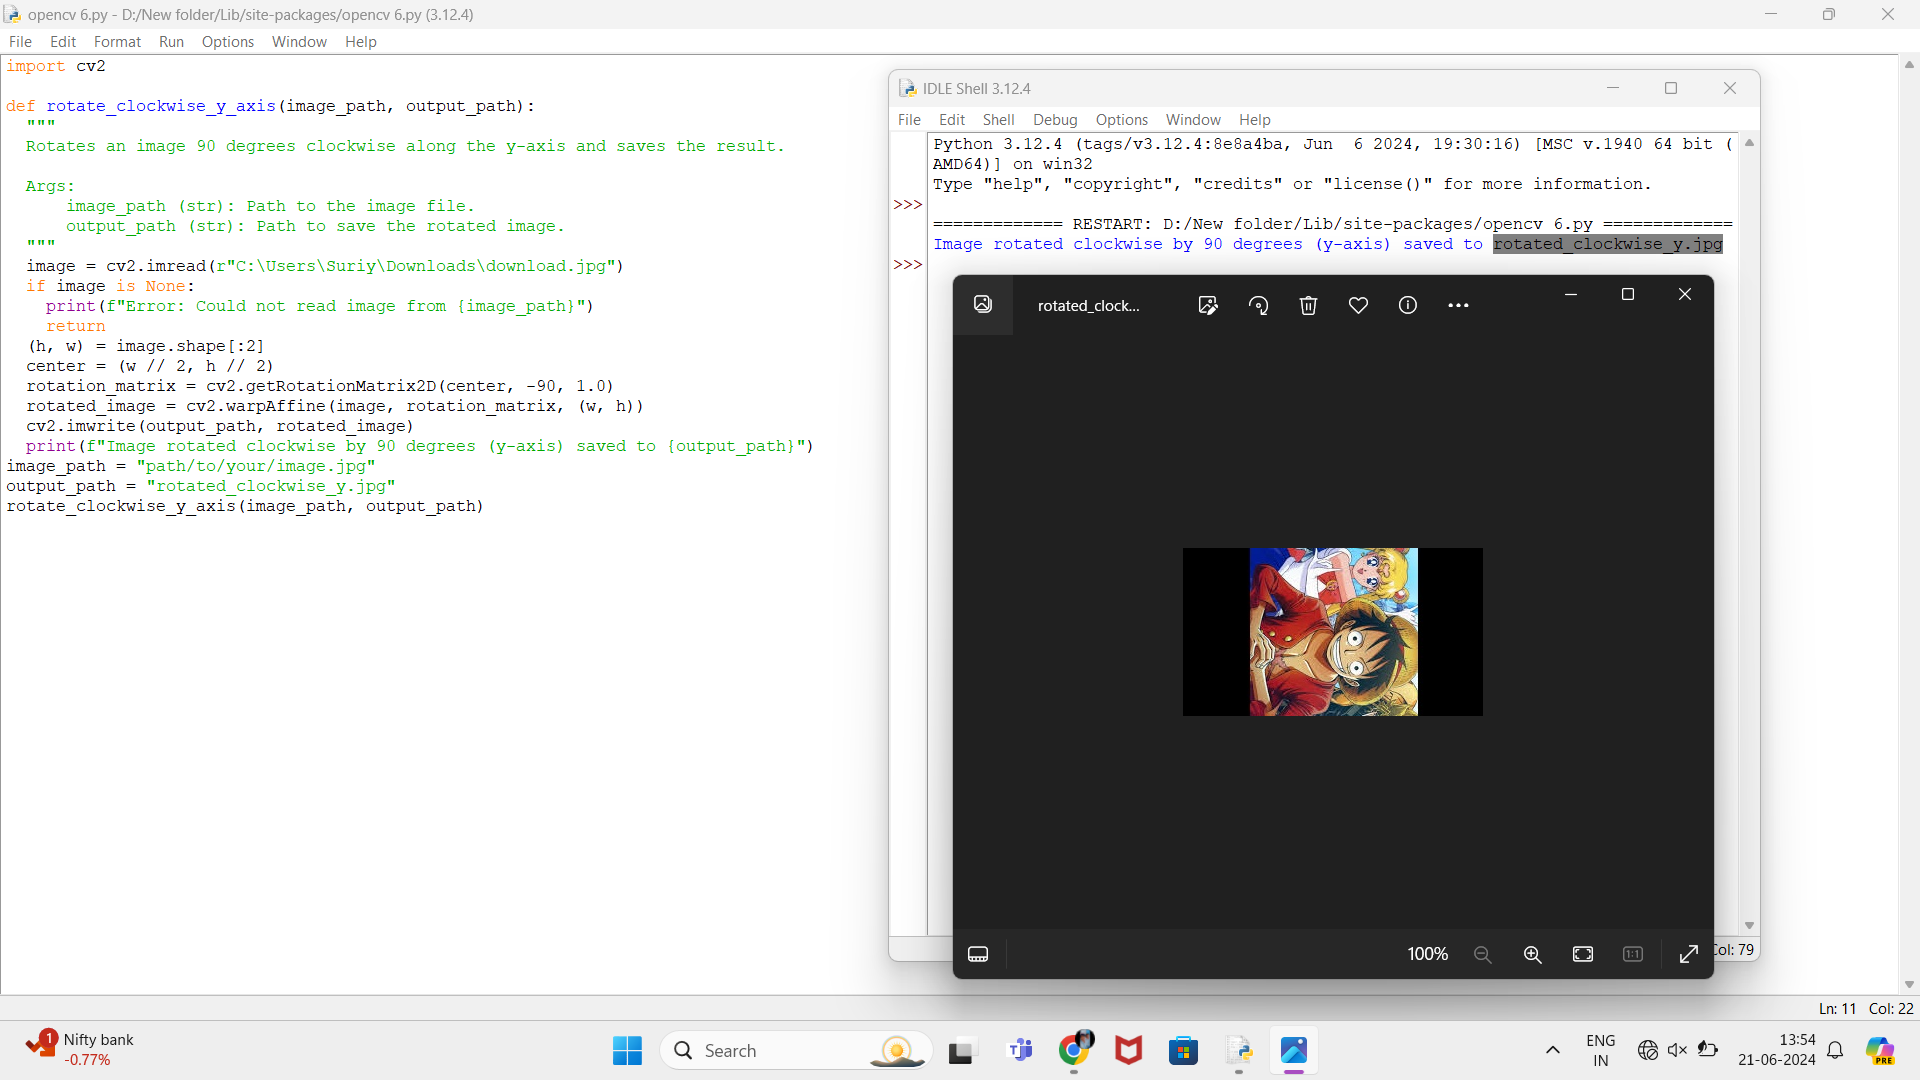 opencv 6.py - D:/New folder/Lib/site-packages/opencv 6.py (3.12.4)
File Edit Format Run Options Window Help
import cv2
def rotate_clockwise_y_axis(image_path, output_path):
"""
Rotates an image 90 degrees clockwise along the y-axis and saves the result.
Args:
image_path (str): Path to the image file.
output_path (str): Path to save the rotated image.
"""
image = cv2.imread(r"C:\Users\Suriy\Downloads\download.jpg")
if image is None:
print(f"Error: Could not read image from {image_path}")
return
(h, w) = image.shape[:2]
center = (w // 2, h // 2)
rotation_matrix = cv2.getRotationMatrix2D(center, -90, 1.0)
rotated_image = cv2.warpAffine(image, rotation_matrix, (w, h))
cv2.imwrite(output_path, rotated_image)
print(f"Image rotated clockwise by 90 degrees (y-axis) saved to {output_path}")
image_path = "path/to/your/image.jpg"
output_path = "rotated_clockwise_y.jpg"
rotate_clockwise_y_axis(image_path, output_path)
IDLE Shell 3.12.4
File Edit Shell Debug Options Window Help
Python 3.12.4 (tags/v3.12.4:8e8a4ba, Jun  6 2024, 19:30:16) [MSC v.1940 64 bit (
AMD64)] on win32
Type "help", "copyright", "credits" or "license()" for more information.
>>>
============= RESTART: D:/New folder/Lib/site-packages/opencv 6.py =============
Image rotated clockwise by 90 degrees (y-axis) saved to rotated_clockwise_y.jpg
>>>
rotated_clock...
100%
1:1
Col: 79
Ln: 11 Col: 22
1
Nifty bank
-0.77%
Search
ENG
IN
13:54
21-06-2024
PRE